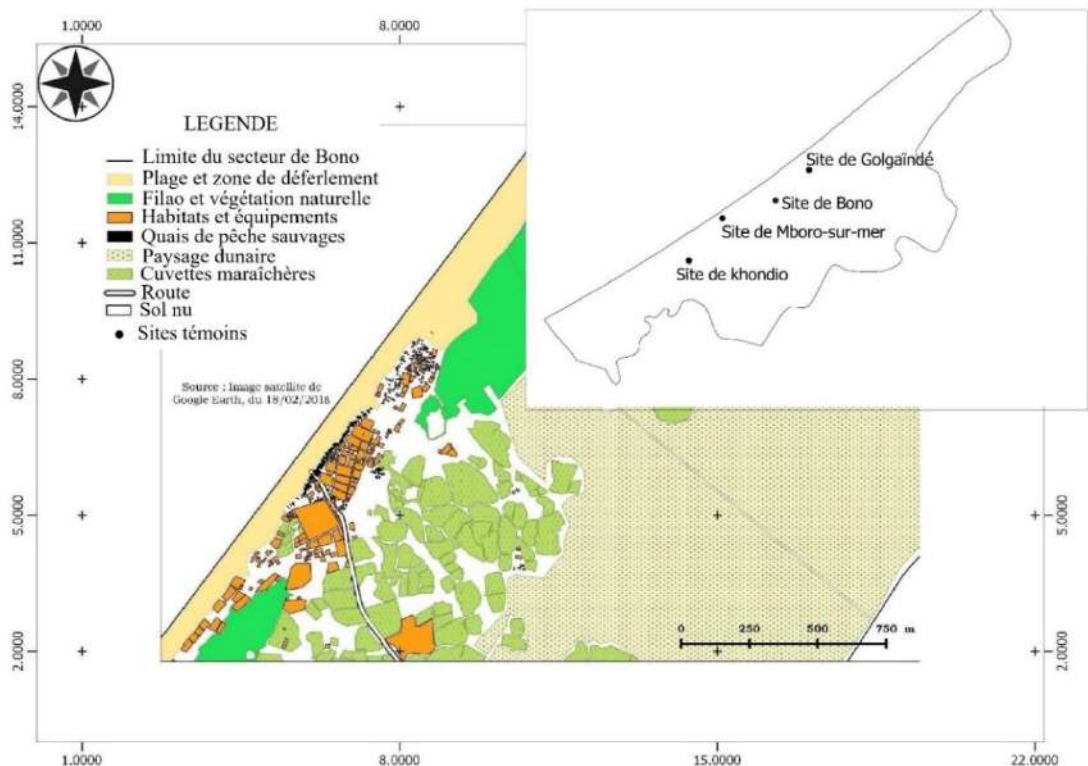 1.0000
8.0000
14.0000
11.0000
8.0000
5.0000
2.0000
LEGENDE
Limite du secteur de Bono
Plage et zone de déferlement
Filao et végétation naturelle
Habitats et équipements
Quais de pêche sauvages
Paysage dunaire
Cuvettes maraîchères
Route
Sol nu
Sites témoins
Source : Image satellite de
Google Earth, du 18/02/2018
Site de Golgaïndé
Site de Bono
Site de Mboro-sur-mer
Site de khondio
0 250 500 750 m
5.0000
2.0000
1.0000
8.0000
15.0000
22.0000